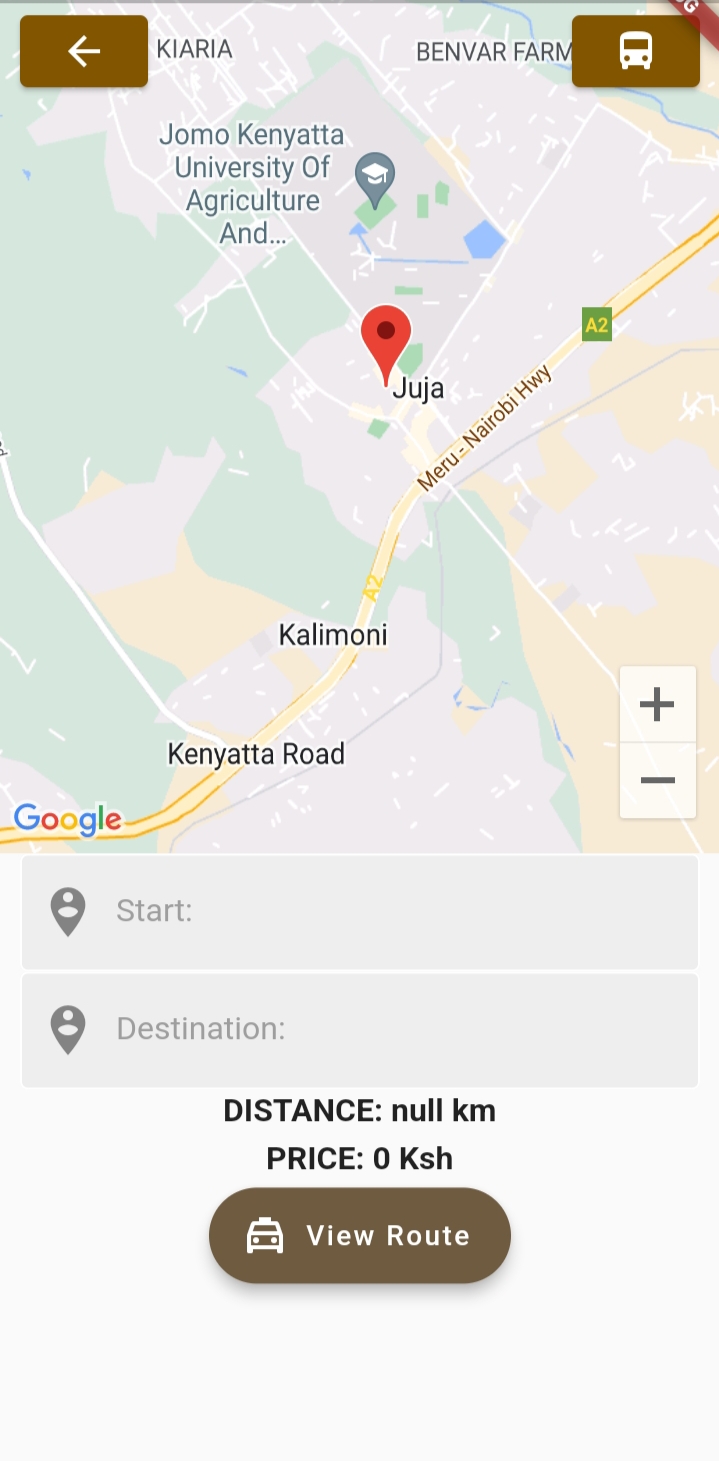 KIARIA
BENVAR FARM
Jomo Kenyatta
University Of
Agriculture
And...
A2
Juja
Meru - Nairobi Hwy
A2
Kalimoni
Kenyatta Road
Google
Start:
Destination:
DISTANCE: null km
PRICE: 0 Ksh
View Route